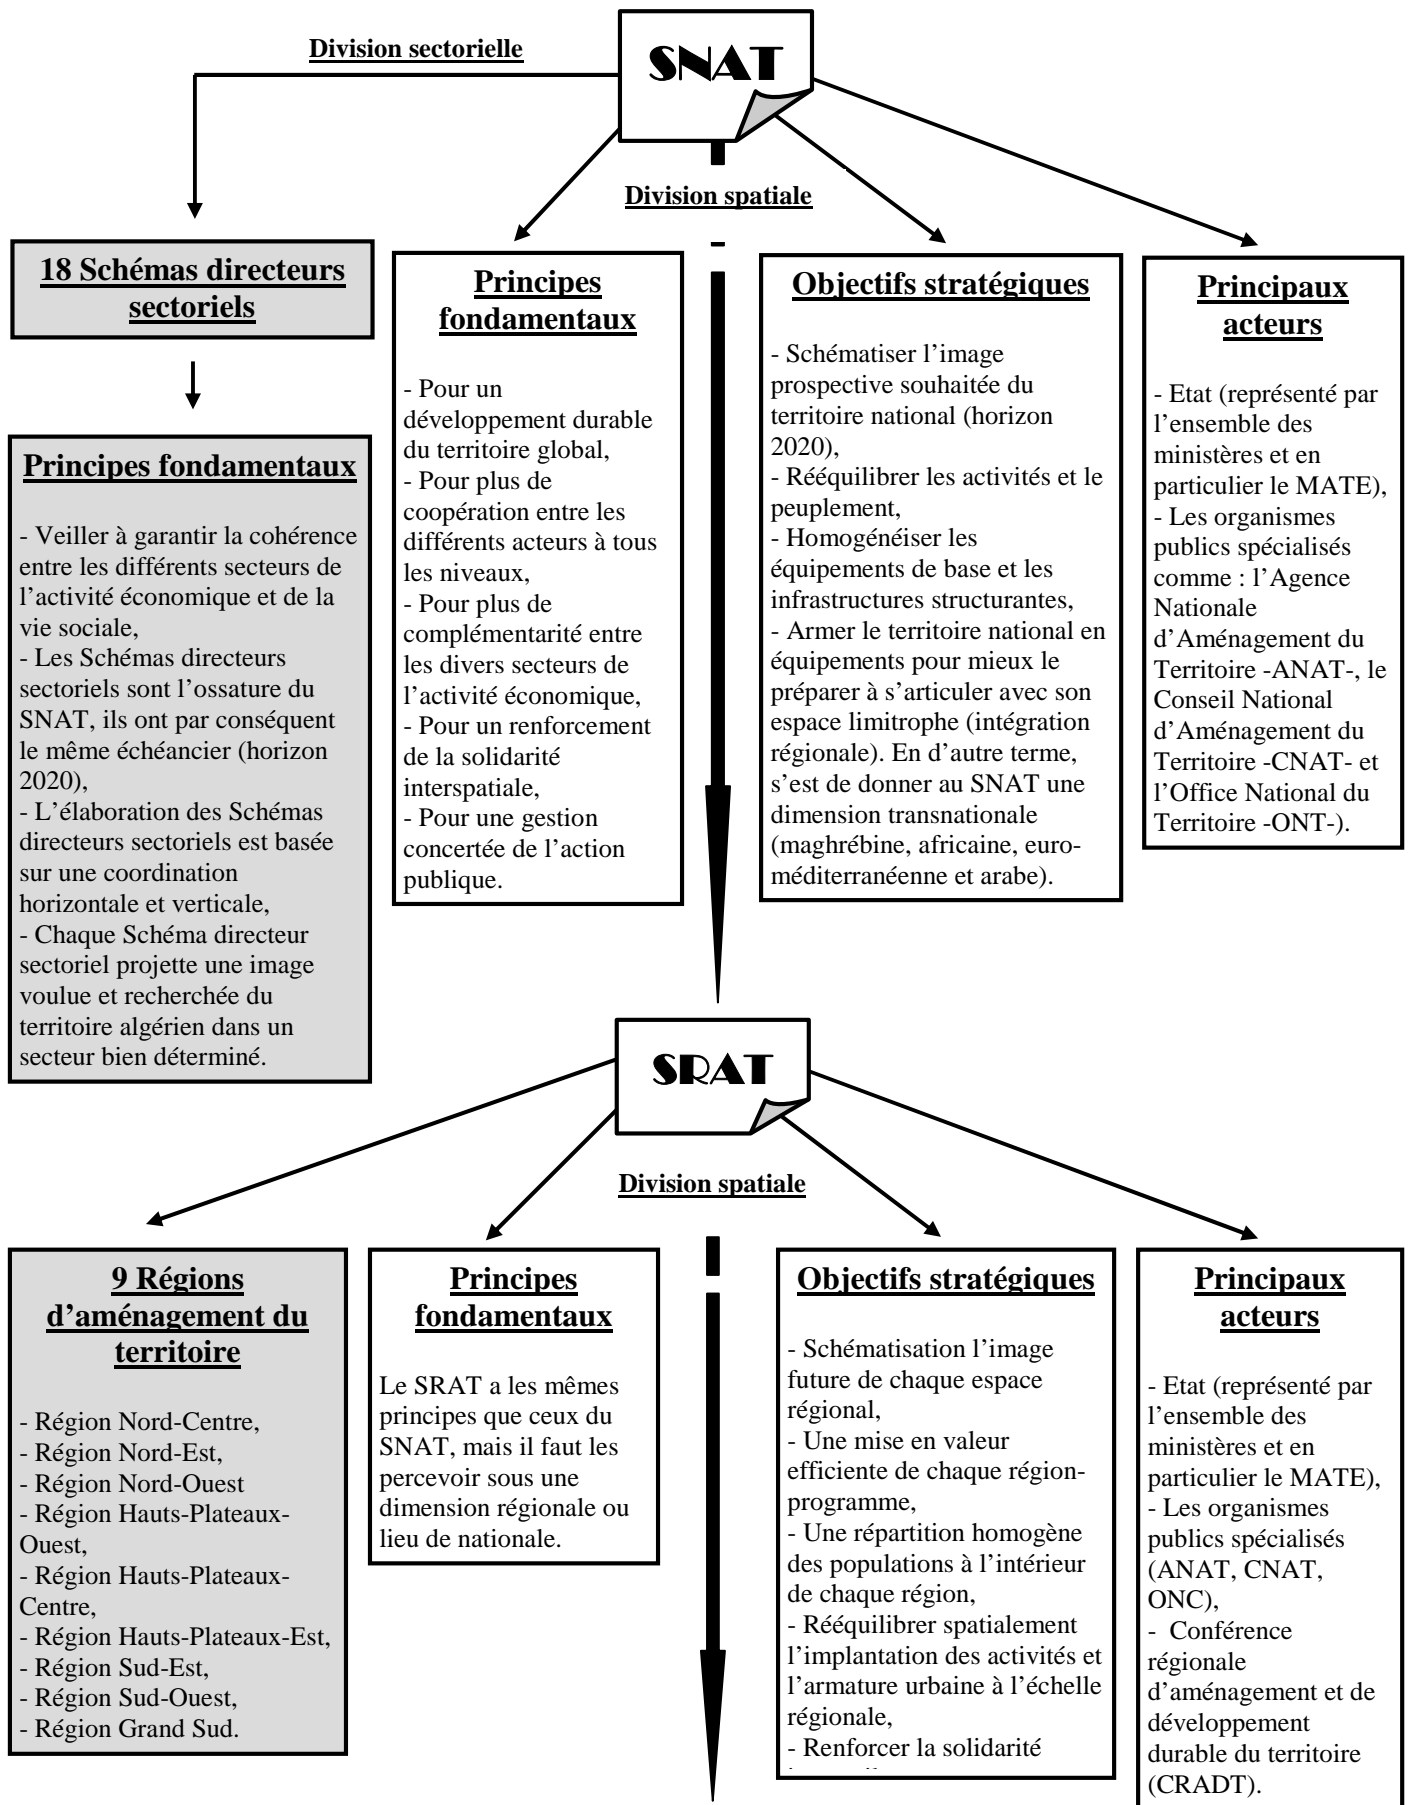 Division sectorielle
SNAT
Division spatiale
18 Schémas directeurs
sectoriels
Principes fondamentaux
- Veiller à garantir la cohérence
entre les différents secteurs de
l’activité économique et de la
vie sociale,
- Les Schémas directeurs
sectoriels sont l’ossature du
SNAT, ils ont par conséquent
le même échéancier (horizon
2020),
- L’élaboration des Schémas
directeurs sectoriels est basée
sur une coordination
horizontale et verticale,
- Chaque Schéma directeur
sectoriel projette une image
voulue et recherchée du
territoire algérien dans un
secteur bien déterminé.
Principes
fondamentaux
- Pour un
développement durable
du territoire global,
- Pour plus de
coopération entre les
différents acteurs à tous
les niveaux,
- Pour plus de
complémentarité entre
les divers secteurs de
l’activité économique,
- Pour un renforcement
de la solidarité
interspatiale,
- Pour une gestion
concertée de l’action
publique.
Objectifs stratégiques
- Schématiser l’image
prospective souhaitée du
territoire national (horizon
2020),
- Rééquilibrer les activités et le
peuplement,
- Homogénéiser les
équipements de base et les
infrastructures structurantes,
- Armer le territoire national en
équipements pour mieux le
préparer à s’articuler avec son
espace limitrophe (intégration
régionale). En d’autre terme,
s’est de donner au SNAT une
dimension transnationale
(maghrébine, africaine, euro-
méditerranéenne et arabe).
Principaux
acteurs
- Etat (représenté par
l’ensemble des
ministères et en
particulier le MATE),
- Les organismes
publics spécialisés
comme : l’Agence
Nationale
d’Aménagement du
Territoire -ANAT-, le
Conseil National
d’Aménagement du
Territoire -CNAT- et
l’Office National du
Territoire -ONT-).
SRAT
Division spatiale
9 Régions
d’aménagement du
territoire
- Région Nord-Centre,
- Région Nord-Est,
- Région Nord-Ouest
- Région Hauts-Plateaux-
Ouest,
- Région Hauts-Plateaux-
Centre,
- Région Hauts-Plateaux-Est,
- Région Sud-Est,
- Région Sud-Ouest,
- Région Grand Sud.
Principes
fondamentaux
Le SRAT a les mêmes
principes que ceux du
SNAT, mais il faut les
percevoir sous une
dimension régionale ou
lieu de nationale.
Objectifs stratégiques
- Schématisation l’image
future de chaque espace
régional,
- Une mise en valeur
efficiente de chaque région-
programme,
- Une répartition homogène
des populations à l’intérieur
de chaque région,
- Rééquilibrer spatialement
l’implantation des activités et
l’armature urbaine à l’échelle
régionale,
- Renforcer la solidarité
Principaux
acteurs
- Etat (représenté par
l’ensemble des
ministères et en
particulier le MATE),
- Les organismes
publics spécialisés
(ANAT, CNAT,
ONC),
- Conférence
régionale
d’aménagement et de
développement
durable du territoire
(CRADT).